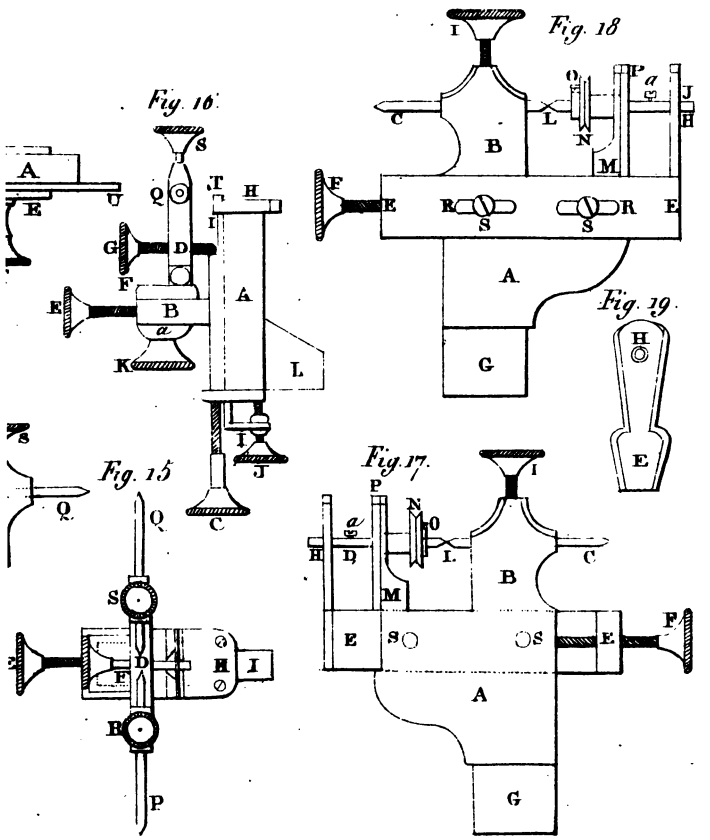 Fig. 18
I
P
a
O
J
C
L
H
N
B
M
F
E
R
R
E
S
S
A
G
Fig. 16
S
A
Q
T
H
U
E
I
G
D
F
A
E
B
a
K
L
I
J
C
Fig. 19.
H
E
S
Q
Fig. 15
Q
S
D
H
I
F
R
P
Fig. 17.
I
P
N
a
O
H
D
L
C
B
M
E
S
S
E
F
A
G